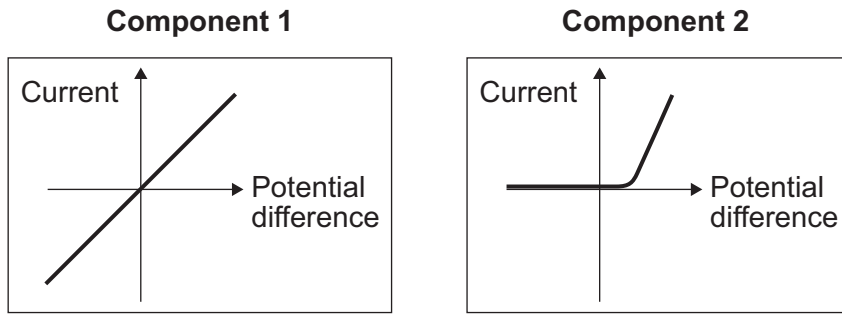 Component 1
Current
Potential
difference
Component 2
Current
Potential
difference